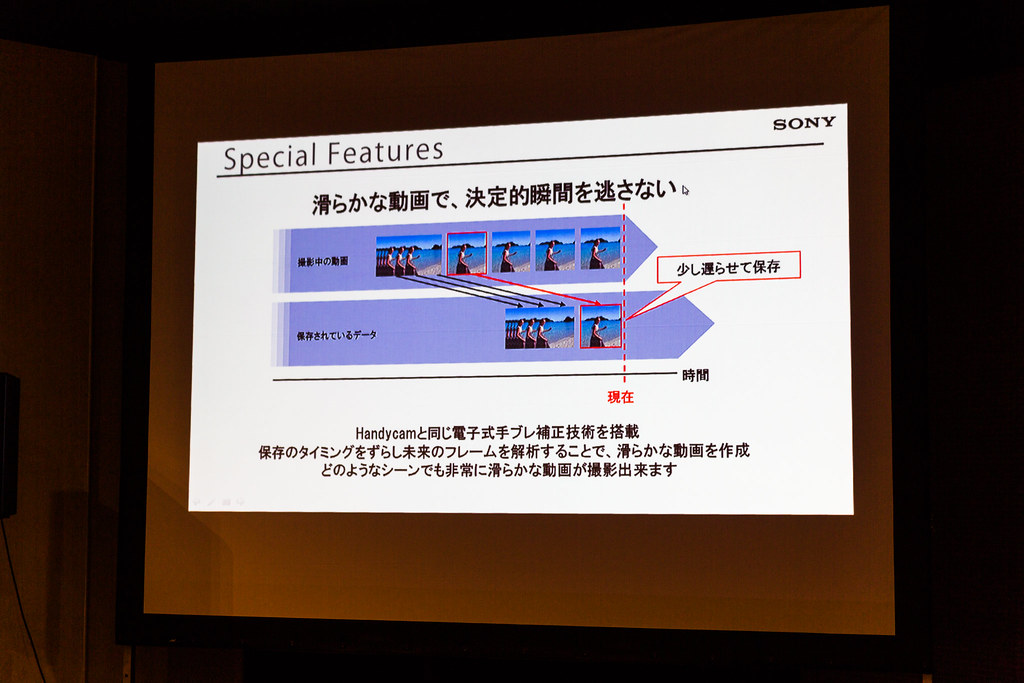 SONY
Special Features
滑らかな動画で、決定的瞬間を逃さない
撮影中の動画
少し遅らせて保存
保存されているデータ
時間
現在
Handycamと同じ電子式手ブレ補正技術を搭載
保存のタイミングをずらし未来のフレームを解析することで、滑らかな動画を作成
どのようなシーンでも非常に滑らかな動画が撮影出来ます